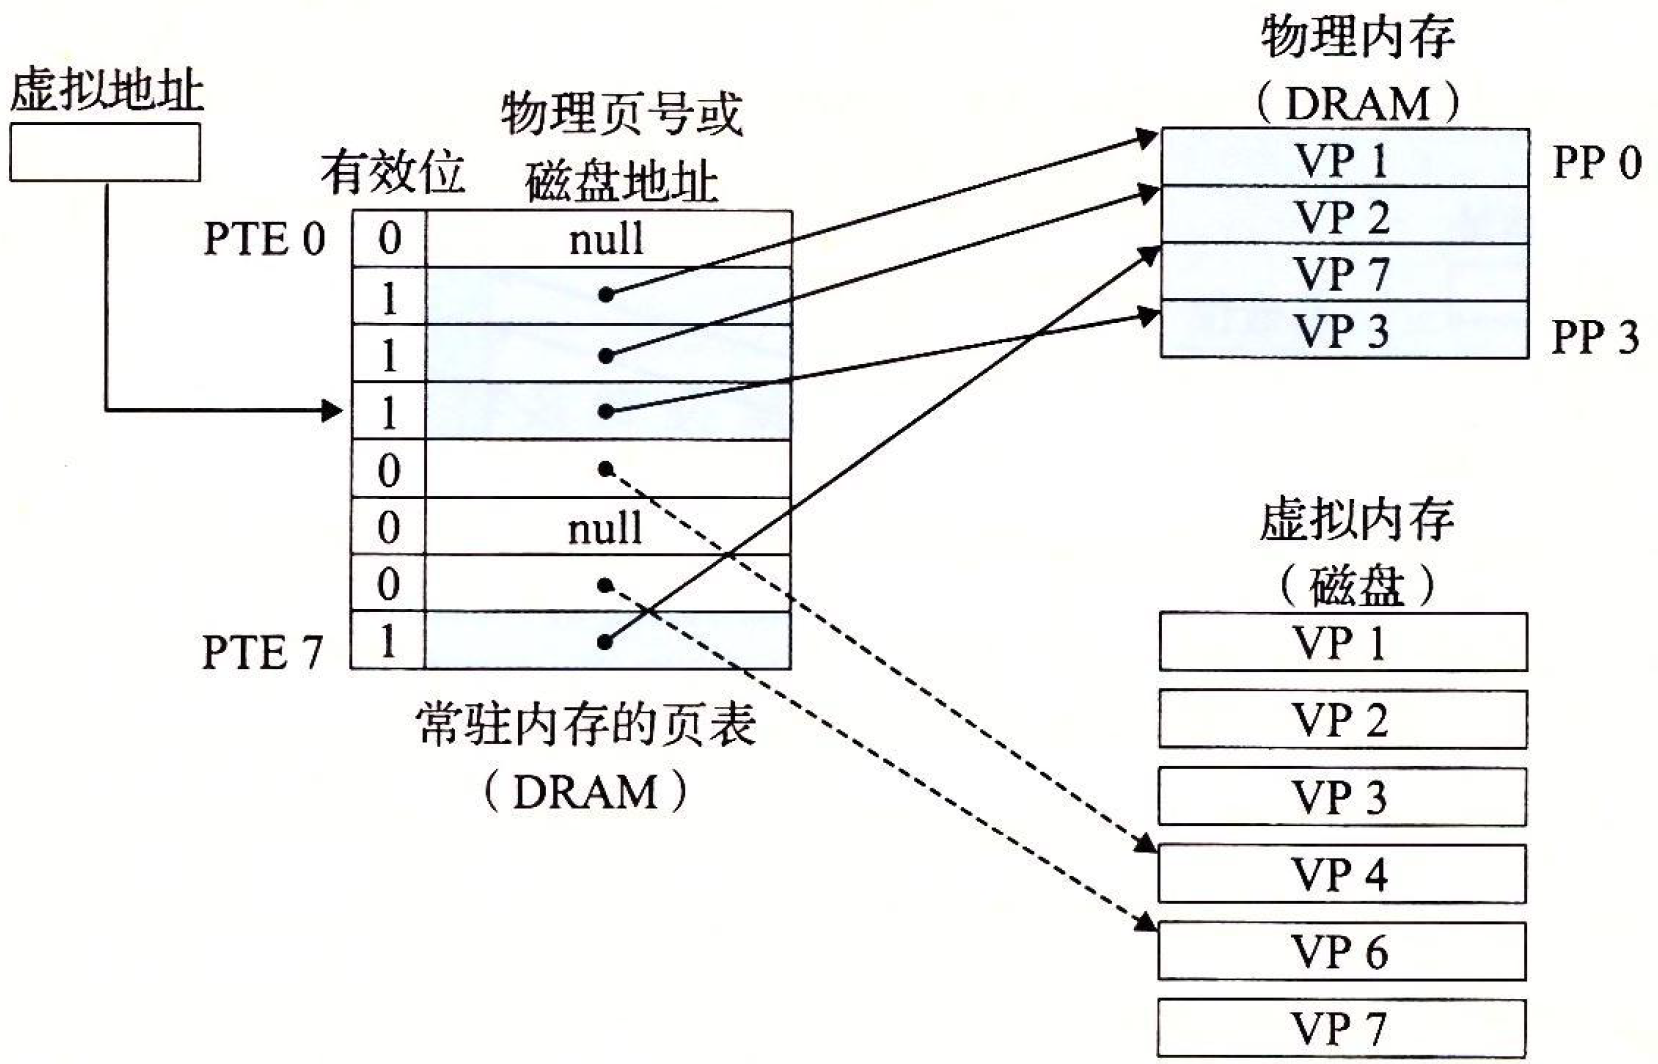 虚拟地址
有效位
物理页号或
磁盘地址
PTE 0
0
null
1
1
1
0
0
null
0
PTE 7
1
常驻内存的页表
（DRAM）
物理内存
（DRAM）
VP 1
PP 0
VP 2
VP 7
VP 3
PP 3
虚拟内存
（磁盘）
VP 1
VP 2
VP 3
VP 4
VP 6
VP 7